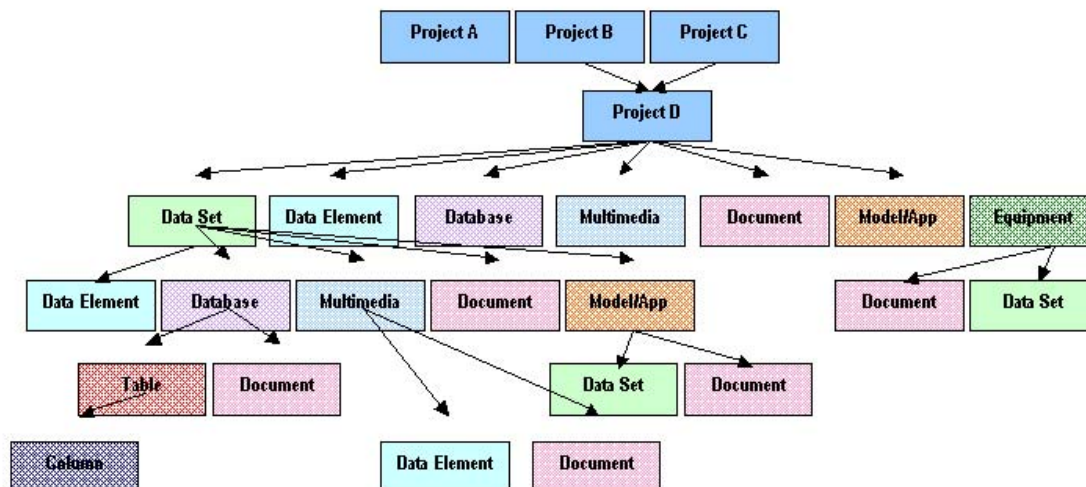 Project A
Project B
Project C
Project D
Data Set
Data Element
Database
Multimedia
Document
Model/App
Equipment
Data Element
Database
Multimedia
Document
Model/App
Document
Data Set
Table
Document
Data Set
Document
Column
Data Element
Document